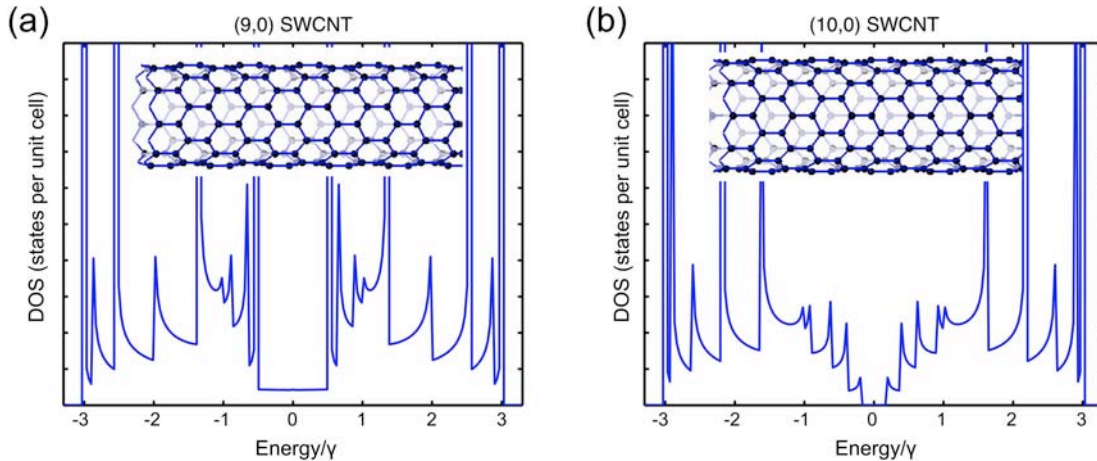 (a)
(9,0) SWCNT
DOS (states per unit cell)
-3 -2 -1 0 1 2 3
Energy/γ
(b)
(10,0) SWCNT
DOS (states per unit cell)
-3 -2 -1 0 1 2 3
Energy/γ